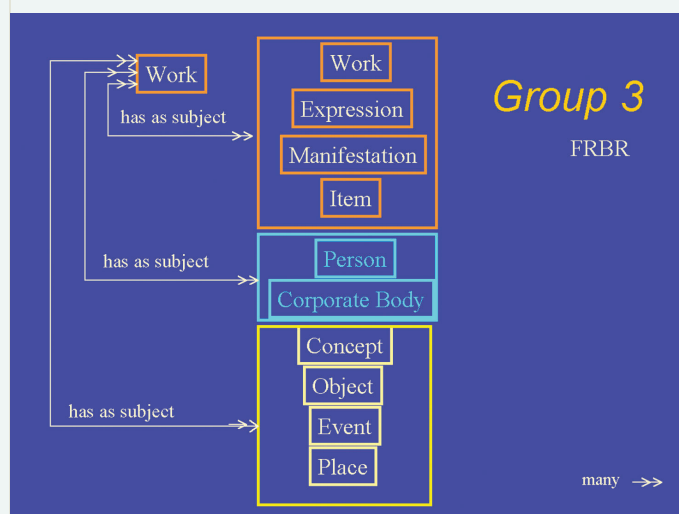 Work
has as subject
Work
Expression
Manifestation
Item
Group 3
FRBR
has as subject
Person
Corporate Body
has as subject
Concept
Object
Event
Place
many